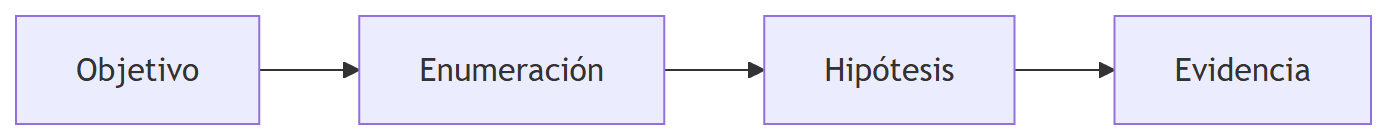 Objetivo
Enumeración
Hipótesis
Evidencia